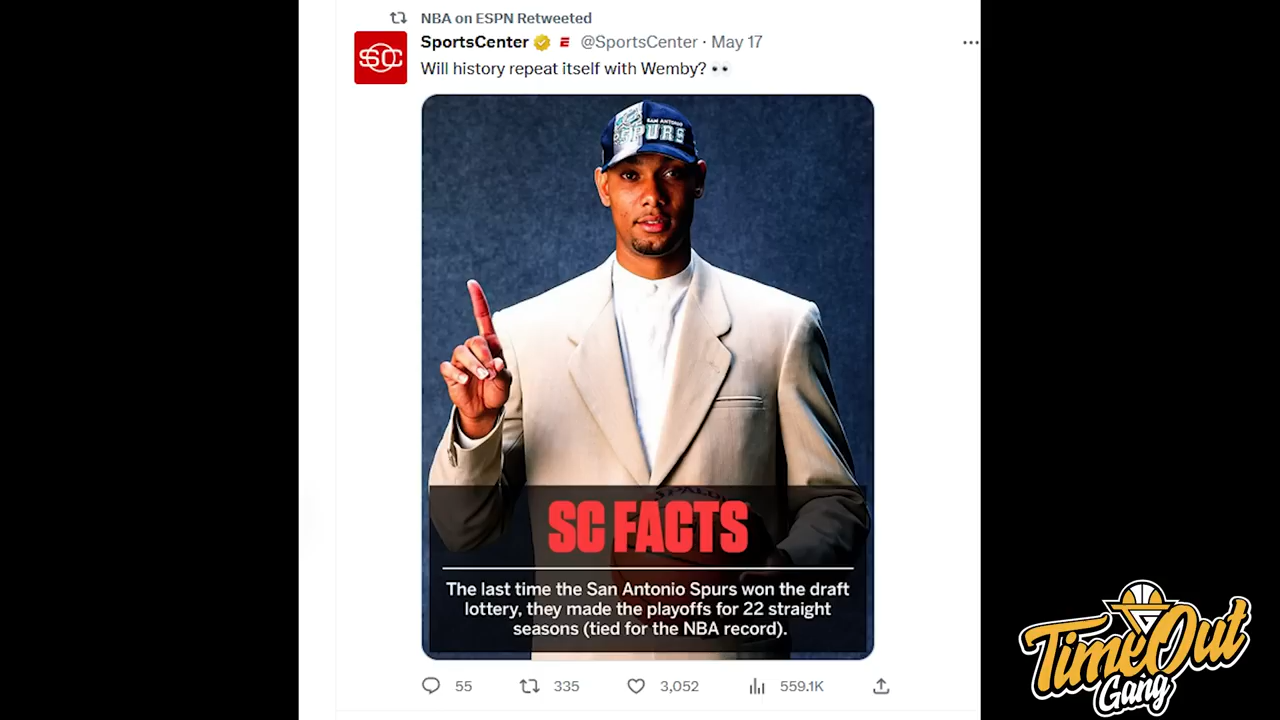 NBA on ESPN Retweeted
SportsCenter @SportsCenter · May 17
Will history repeat itself with Wemby? 👀
SC
SAN ANTONIO
SPURS
SPALDING
SC FACTS
The last time the San Antonio Spurs won the draft
lottery, they made the playoffs for 22 straight
seasons (tied for the NBA record).
55 335 3,052 559.1K
TimeOut
Gang